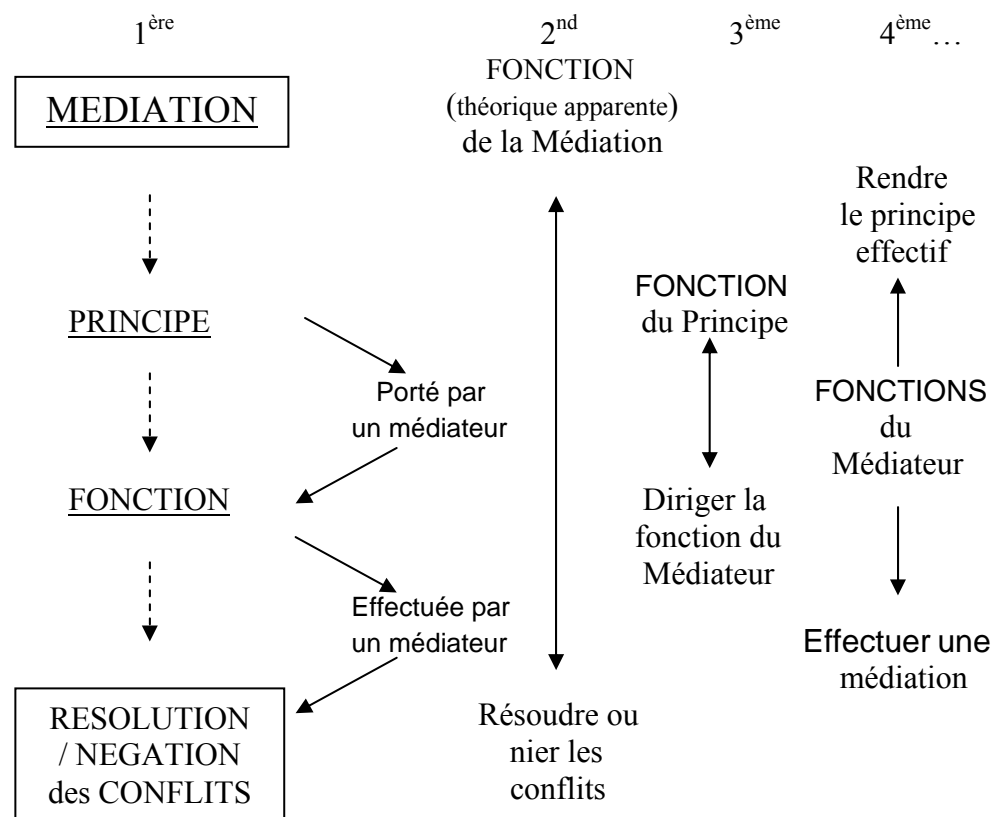 1ère
MEDIATION
PRINCIPE
Porté par
un médiateur
FONCTION
Effectuée par
un médiateur
RESOLUTION
/ NEGATION
des CONFLITS
2nd
FONCTION
(théorique apparente)
de la Médiation
Résoudre ou
nier les
conflits
3ème
FONCTION
du Principe
Diriger la
fonction du
Médiateur
4ème…
Rendre
le principe
effectif
FONCTIONS
du
Médiateur
Effectuer une
médiation